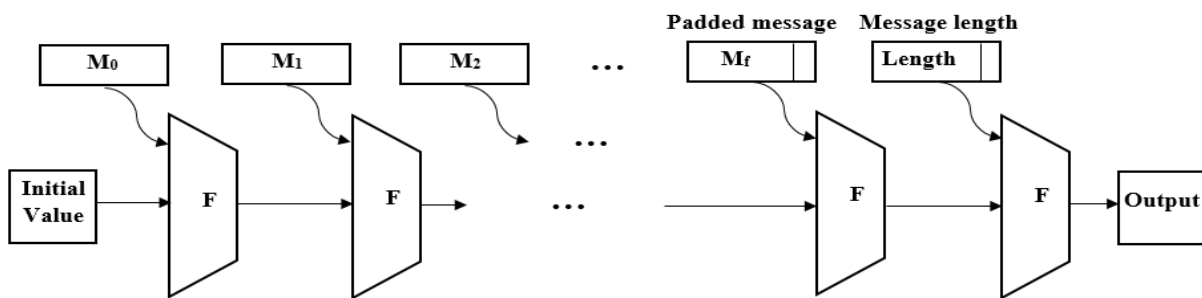 Padded message
Message length
M₀
M₁
M₂
...
M_f
Length
...
Initial
Value
F
F
...
F
F
Output